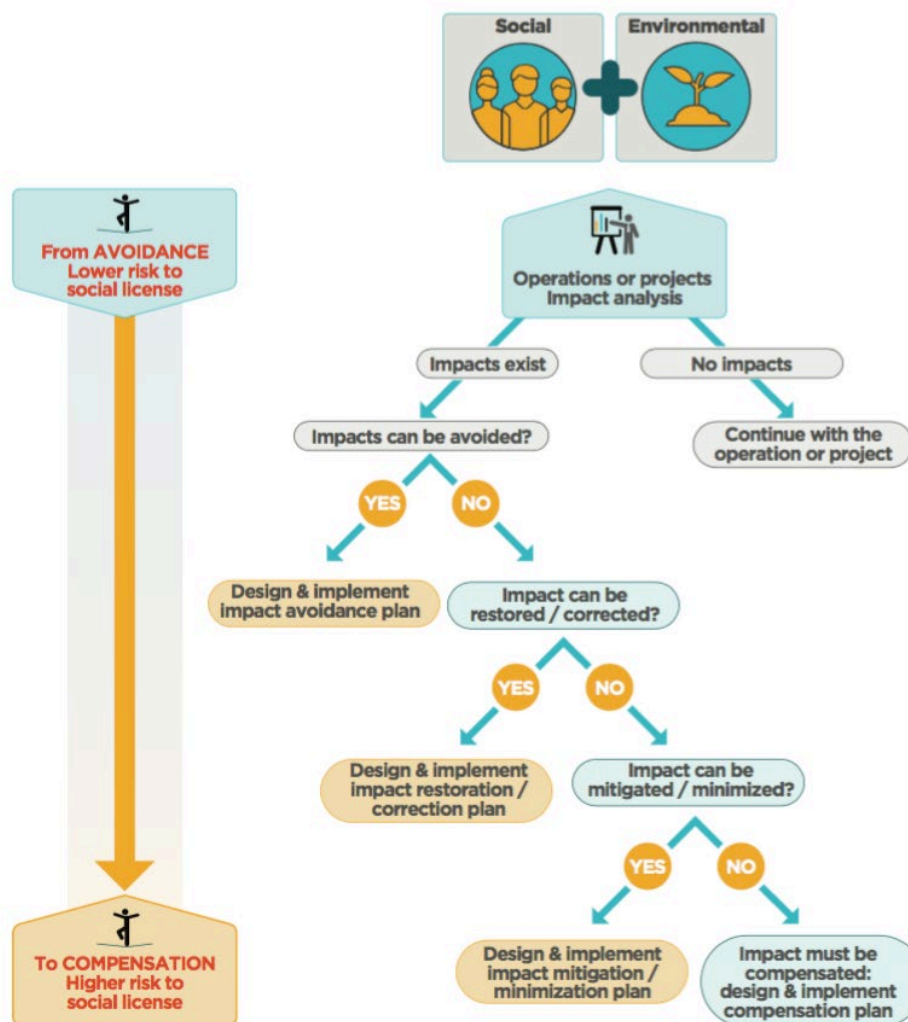 Social
Environmental
From AVOIDANCE
Lower risk to
social license
Operations or projects
Impact analysis
Impacts exist
No impacts
Impacts can be avoided?
Continue with the
operation or project
YES
NO
Design & implement
impact avoidance plan
Impact can be
restored / corrected?
YES
NO
Design & implement
impact restoration /
correction plan
Impact can be
mitigated / minimized?
YES
NO
To COMPENSATION
Higher risk to
social license
Design & implement
impact mitigation /
minimization plan
Impact must be
compensated:
design & implement
compensation plan